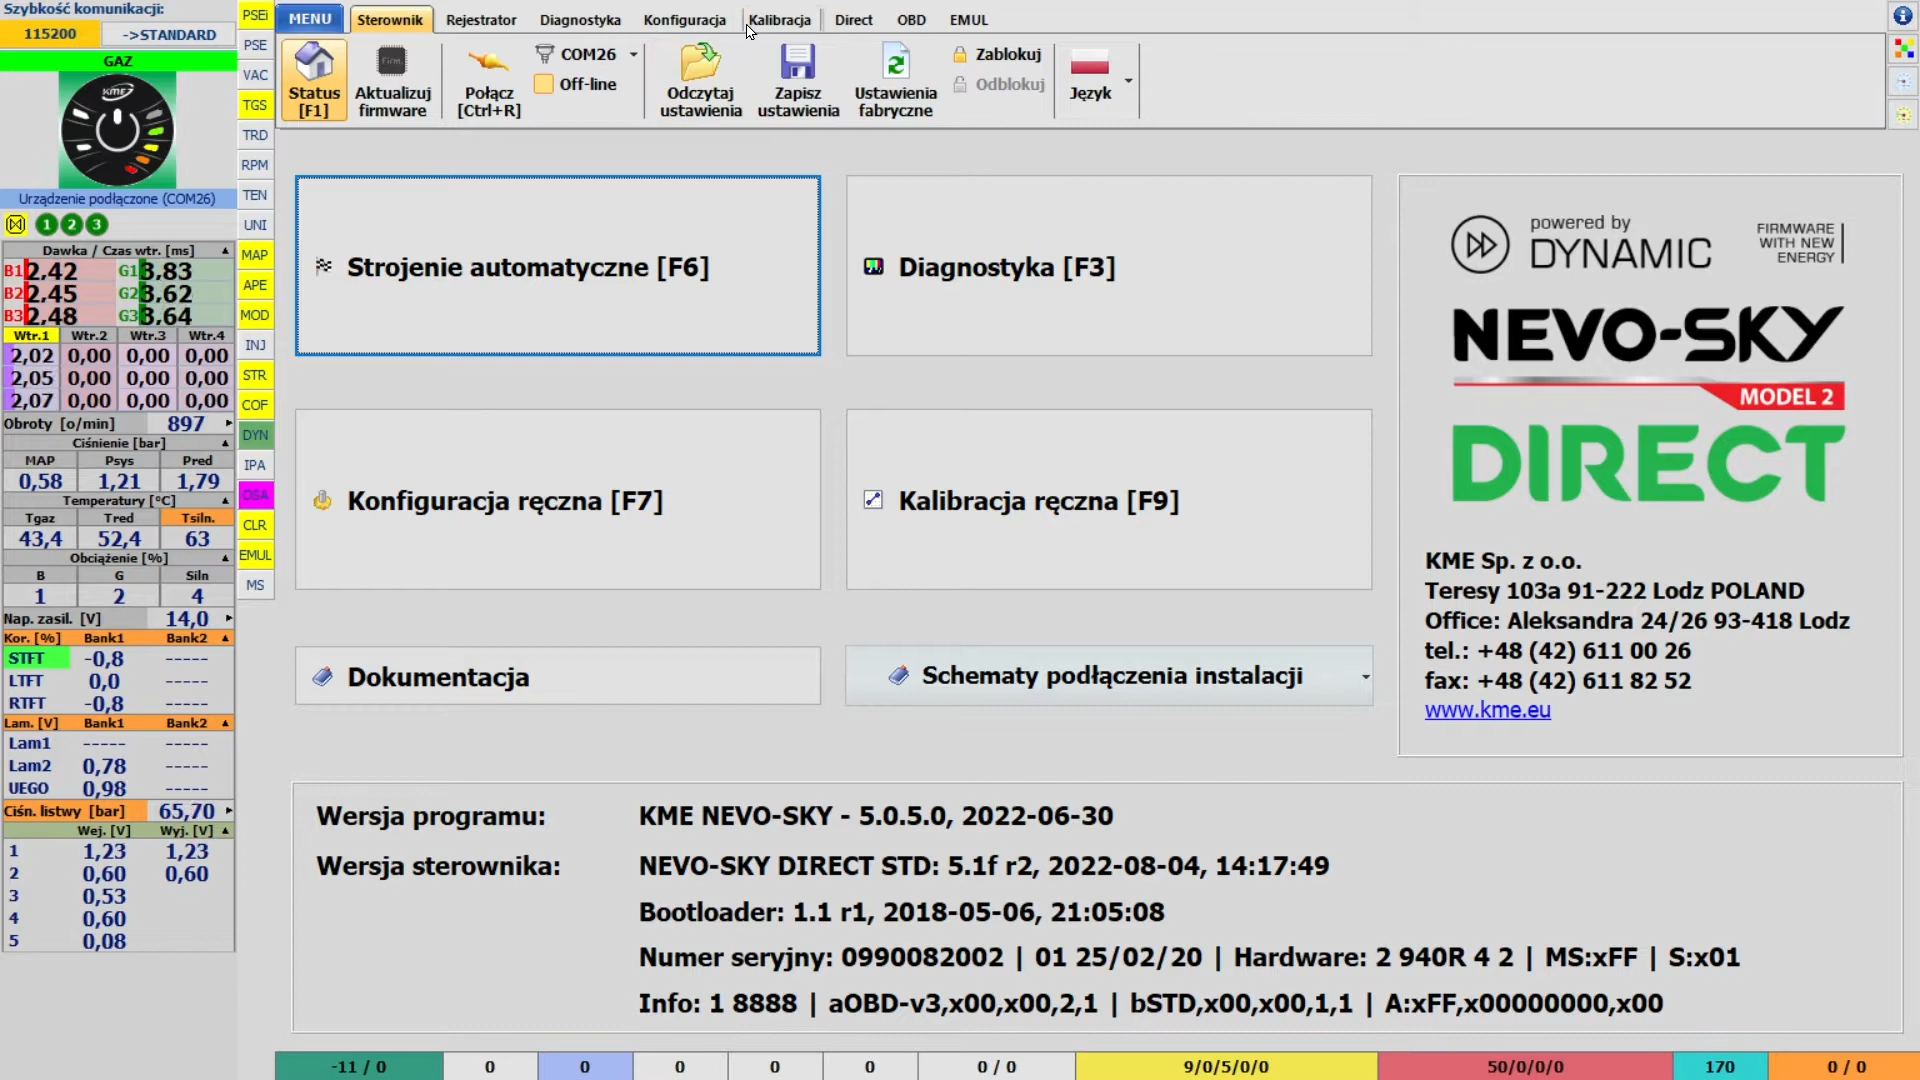 Szybkość komunikacji:
115200 ->STANDARD
GAZ
KME
Urządzenie podłączone (COM26)
1 2 3
Dawka / Czas wtr. [ms]
B1 2,42 G1 3,83
B2 2,45 G2 3,62
B3 2,48 G3 3,64
Wtr.1 Wtr.2 Wtr.3 Wtr.4
2,02 0,00 0,00 0,00
2,05 0,00 0,00 0,00
2,07 0,00 0,00 0,00
Obroty [o/min] 897
Ciśnienie [bar]
MAP Psys Pred
0,58 1,21 1,79
Temperatury [°C]
Tgaz Tred Tsiln.
43,4 52,4 63
Obciążenie [%]
B G Siln
1 2 4
Nap. zasil. [V] 14,0
Kor. [%] Bank1 Bank2
STFT -0,8 -----
LTFT 0,0 -----
RTFT -0,8 -----
Lam. [V] Bank1 Bank2
Lam1 ----- -----
Lam2 0,78 -----
UEGO 0,98 -----
Ciśn. listwy [bar] 65,70
Wej. [V] Wyj. [V]
1 1,23 1,23
2 0,60 0,60
3 0,53
4 0,60
5 0,08
PSEi
PSE
VAC
TGS
TRD
RPM
TEN
UNI
MAP
APE
MOD
INJ
STR
COF
DYN
IPA
OSA
CLR
EMUL
MS
MENU Sterownik Rejestrator Diagnostyka Konfiguracja Kalibracja Direct OBD EMUL
Status
[F1]
Firm.
Aktualizuj
firmware
Połącz
[Ctrl+R]
COM26
Off-line
Odczytaj
ustawienia
Zapisz
ustawienia
Ustawienia
fabryczne
Zablokuj
Odblokuj
Język
Strojenie automatyczne [F6]
Diagnostyka [F3]
Konfiguracja ręczna [F7]
Kalibracja ręczna [F9]
Dokumentacja
Schematy podłączenia instalacji
powered by
DYNAMIC
FIRMWARE
WITH NEW
ENERGY
NEVO-SKY
MODEL 2
DIRECT
KME Sp. z o.o.
Teresy 103a 91-222 Lodz POLAND
Office: Aleksandra 24/26 93-418 Lodz
tel.: +48 (42) 611 00 26
fax: +48 (42) 611 82 52
www.kme.eu
Wersja programu: KME NEVO-SKY - 5.0.5.0, 2022-06-30
Wersja sterownika: NEVO-SKY DIRECT STD: 5.1f r2, 2022-08-04, 14:17:49
Bootloader: 1.1 r1, 2018-05-06, 21:05:08
Numer seryjny: 0990082002 | 01 25/02/20 | Hardware: 2 940R 4 2 | MS:xFF | S:x01
Info: 1 8888 | aOBD-v3,x00,x00,2,1 | bSTD,x00,x00,1,1 | A:xFF,x00000000,x00
-11 / 0 0 0 0 0 0 0 / 0 9/0/5/0/0 50/0/0/0 170 0 / 0